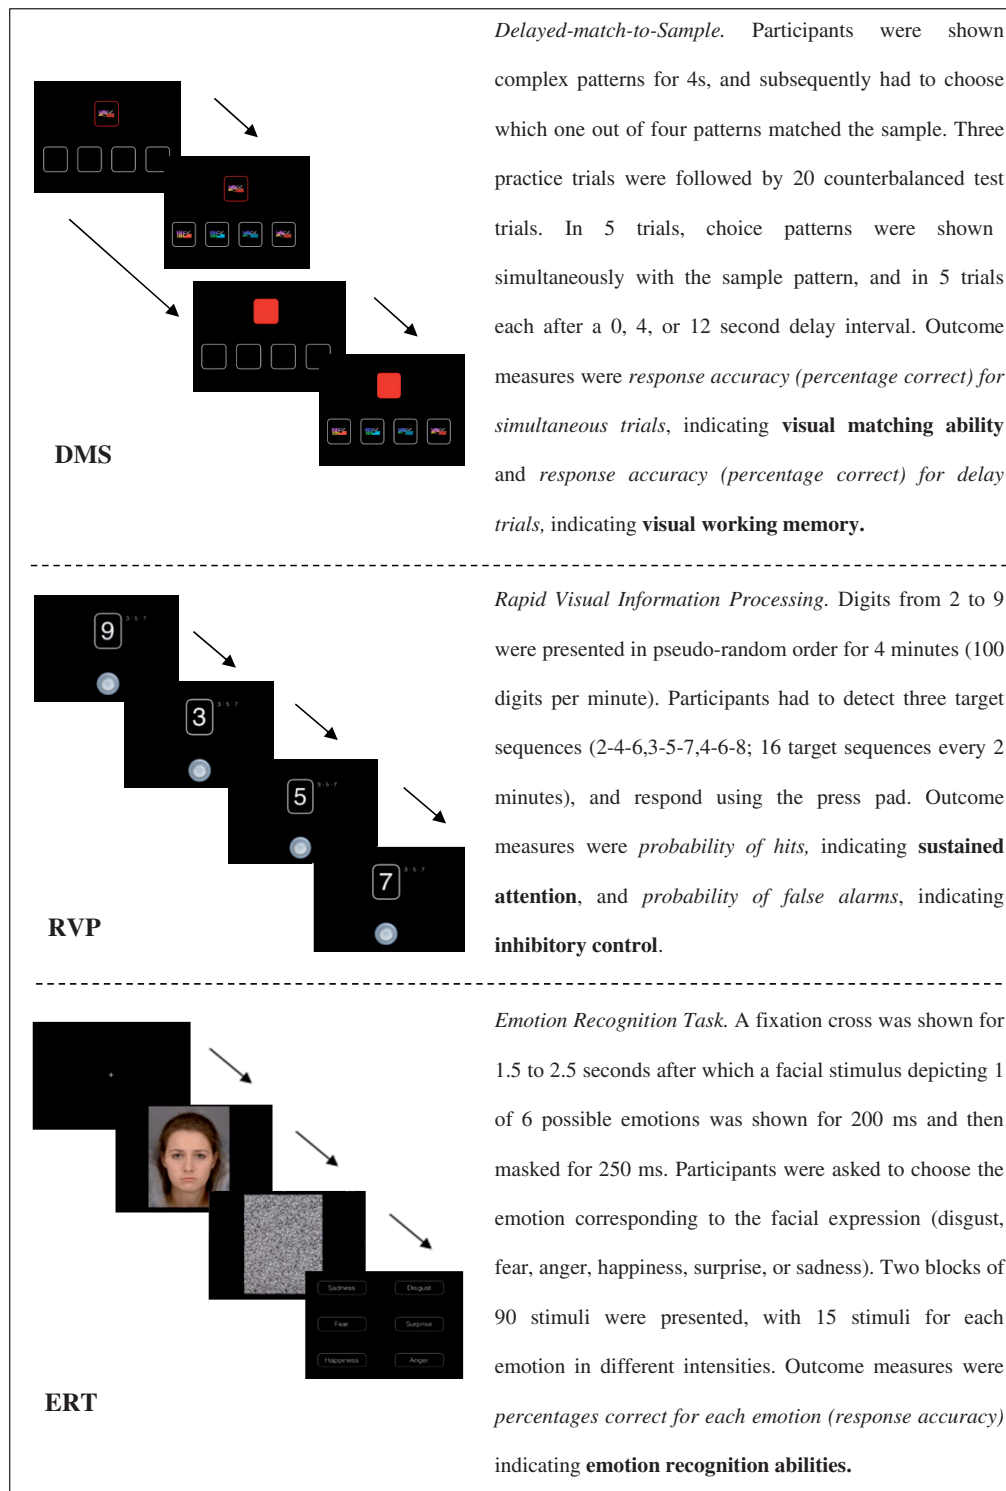 Delayed-match-to-Sample. Participants were shown
complex patterns for 4s, and subsequently had to choose
which one out of four patterns matched the sample. Three
practice trials were followed by 20 counterbalanced test
trials. In 5 trials, choice patterns were shown
simultaneously with the sample pattern, and in 5 trials
each after a 0, 4, or 12 second delay interval. Outcome
measures were response accuracy (percentage correct) for
simultaneous trials, indicating visual matching ability
and response accuracy (percentage correct) for delay
trials, indicating visual working memory.
DMS
Rapid Visual Information Processing. Digits from 2 to 9
were presented in pseudo-random order for 4 minutes (100
digits per minute). Participants had to detect three target
sequences (2-4-6,3-5-7,4-6-8; 16 target sequences every 2
minutes), and respond using the press pad. Outcome
measures were probability of hits, indicating sustained
attention, and probability of false alarms, indicating
inhibitory control.
9
3 - 5 - 7
3
3 - 5 - 7
5
3 - 5 - 7
7
3 - 5 - 7
RVP
Emotion Recognition Task. A fixation cross was shown for
1.5 to 2.5 seconds after which a facial stimulus depicting 1
of 6 possible emotions was shown for 200 ms and then
masked for 250 ms. Participants were asked to choose the
emotion corresponding to the facial expression (disgust,
fear, anger, happiness, surprise, or sadness). Two blocks of
90 stimuli were presented, with 15 stimuli for each
emotion in different intensities. Outcome measures were
percentages correct for each emotion (response accuracy)
indicating emotion recognition abilities.
Sadness Disgust
Fear Surprise
Happiness Anger
ERT